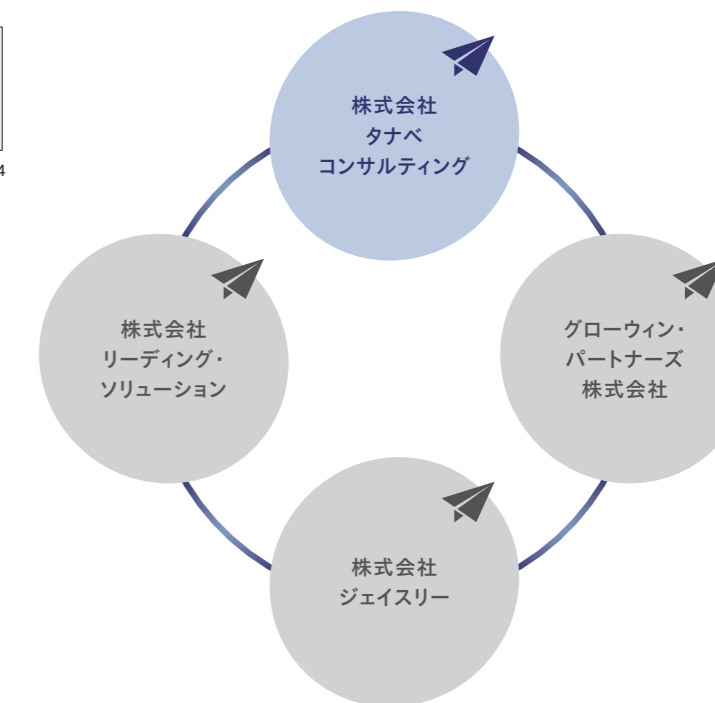 4
株式会社
タナベ
コンサルティング
株式会社
リーディング・
ソリューション
グローウィン・
パートナーズ
株式会社
株式会社
ジェイスリー